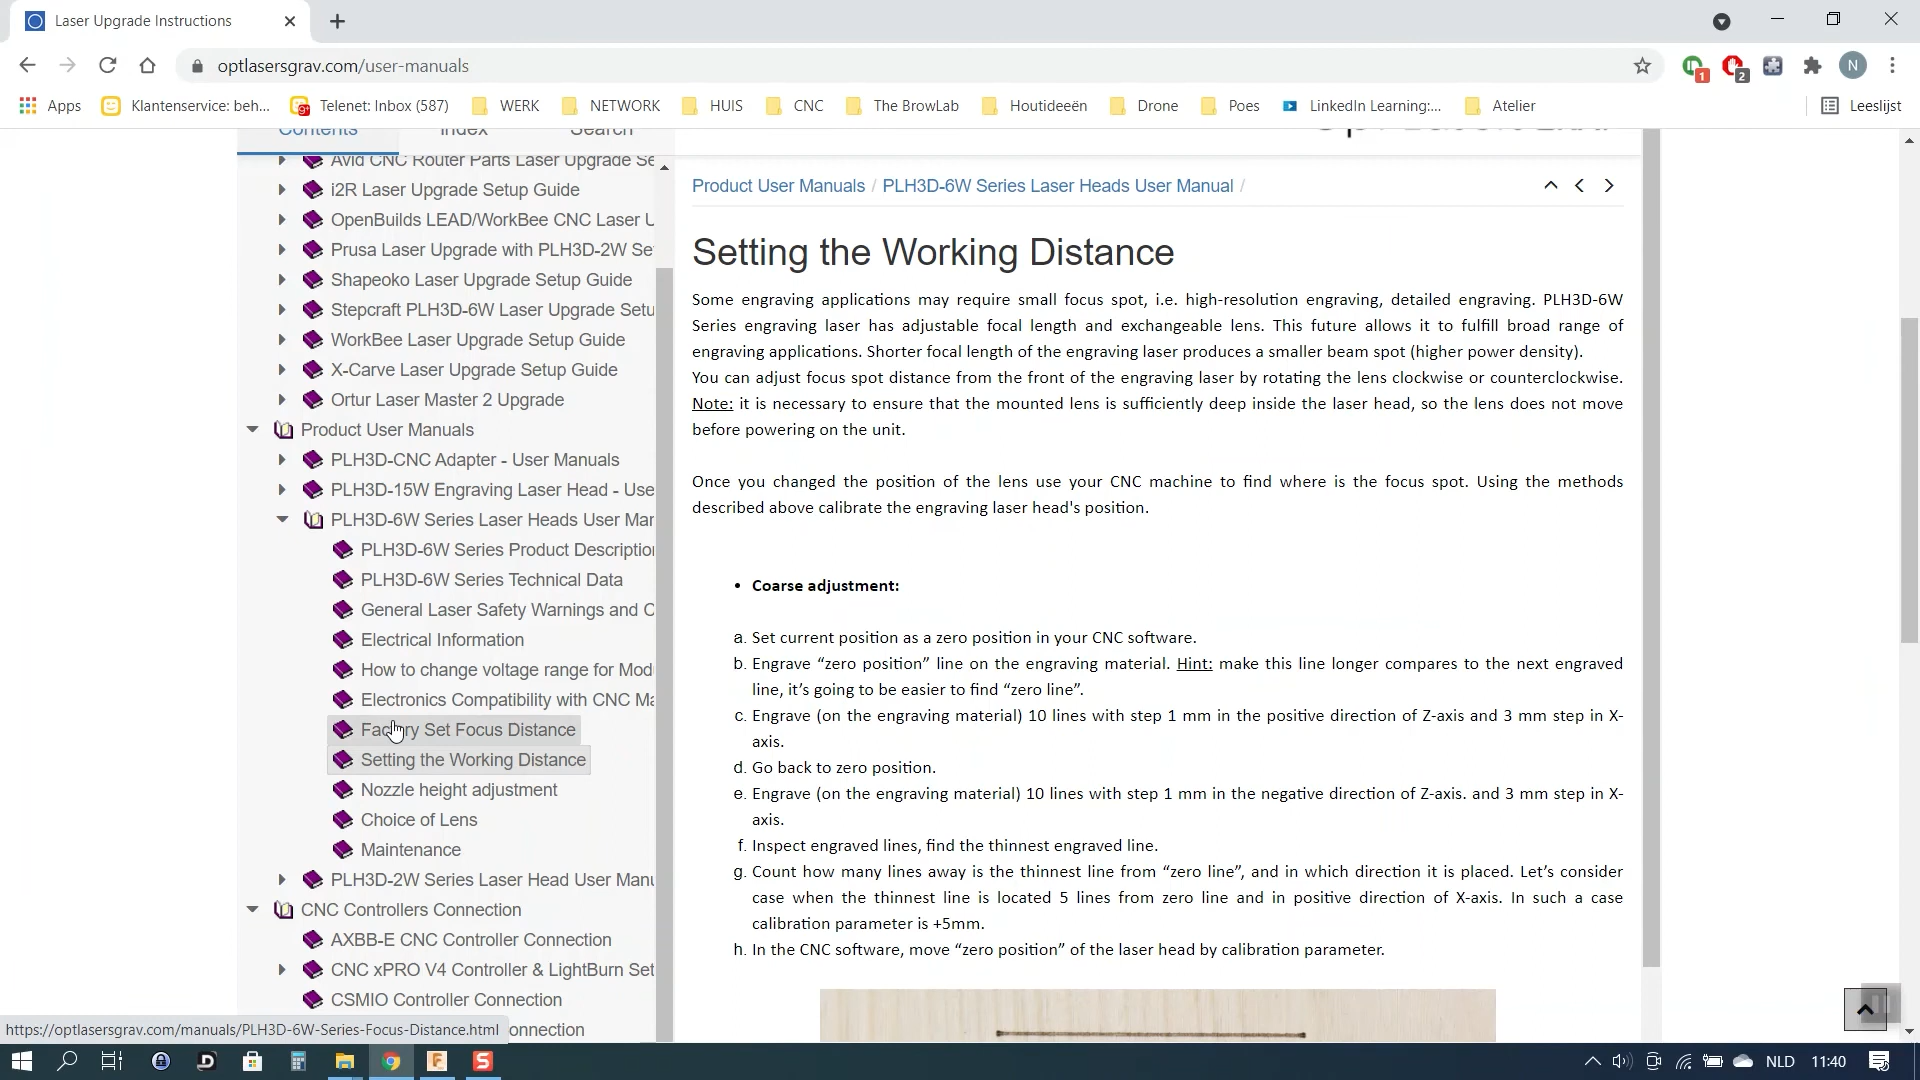 Laser Upgrade Instructions
optlasersgrav.com/user-manuals
1
2
N
Apps
Klantenservice: beh...
Telenet: Inbox (587)
WERK
NETWORK
HUIS
CNC
The BrowLab
Houtideeën
Drone
Poes
LinkedIn Learning:...
Atelier
Leeslijst
Contents
Index
Search
Avid CNC Router Parts Laser Upgrade Se
i2R Laser Upgrade Setup Guide
OpenBuilds LEAD/WorkBee CNC Laser U
Prusa Laser Upgrade with PLH3D-2W Se
Shapeoko Laser Upgrade Setup Guide
Stepcraft PLH3D-6W Laser Upgrade Setu
WorkBee Laser Upgrade Setup Guide
X-Carve Laser Upgrade Setup Guide
Ortur Laser Master 2 Upgrade
Product User Manuals
PLH3D-CNC Adapter - User Manuals
PLH3D-15W Engraving Laser Head - Use
PLH3D-6W Series Laser Heads User Mar
PLH3D-6W Series Product Description
PLH3D-6W Series Technical Data
General Laser Safety Warnings and C
Electrical Information
How to change voltage range for Mod
Electronics Compatibility with CNC Ma
Factory Set Focus Distance
Setting the Working Distance
Nozzle height adjustment
Choice of Lens
Maintenance
PLH3D-2W Series Laser Head User Manu
CNC Controllers Connection
AXBB-E CNC Controller Connection
CNC xPRO V4 Controller & LightBurn Set
CSMIO Controller Connection
onnection
https://optlasersgrav.com/manuals/PLH3D-6W-Series-Focus-Distance.html
Product User Manuals / PLH3D-6W Series Laser Heads User Manual /
Setting the Working Distance
Some engraving applications may require small focus spot, i.e. high-resolution engraving, detailed engraving. PLH3D-6W
Series engraving laser has adjustable focal length and exchangeable lens. This future allows it to fulfill broad range of
engraving applications. Shorter focal length of the engraving laser produces a smaller beam spot (higher power density).
You can adjust focus spot distance from the front of the engraving laser by rotating the lens clockwise or counterclockwise.
Note: it is necessary to ensure that the mounted lens is sufficiently deep inside the laser head, so the lens does not move
before powering on the unit.
Once you changed the position of the lens use your CNC machine to find where is the focus spot. Using the methods
described above calibrate the engraving laser head's position.
• Coarse adjustment:
a. Set current position as a zero position in your CNC software.
b. Engrave “zero position” line on the engraving material. Hint: make this line longer compares to the next engraved
line, it’s going to be easier to find “zero line”.
c. Engrave (on the engraving material) 10 lines with step 1 mm in the positive direction of Z-axis and 3 mm step in X-
axis.
d. Go back to zero position.
e. Engrave (on the engraving material) 10 lines with step 1 mm in the negative direction of Z-axis. and 3 mm step in X-
axis.
f. Inspect engraved lines, find the thinnest engraved line.
g. Count how many lines away is the thinnest line from “zero line”, and in which direction it is placed. Let’s consider
case when the thinnest line is located 5 lines from zero line and in positive direction of X-axis. In such a case
calibration parameter is +5mm.
h. In the CNC software, move “zero position” of the laser head by calibration parameter.
NLD
11:40